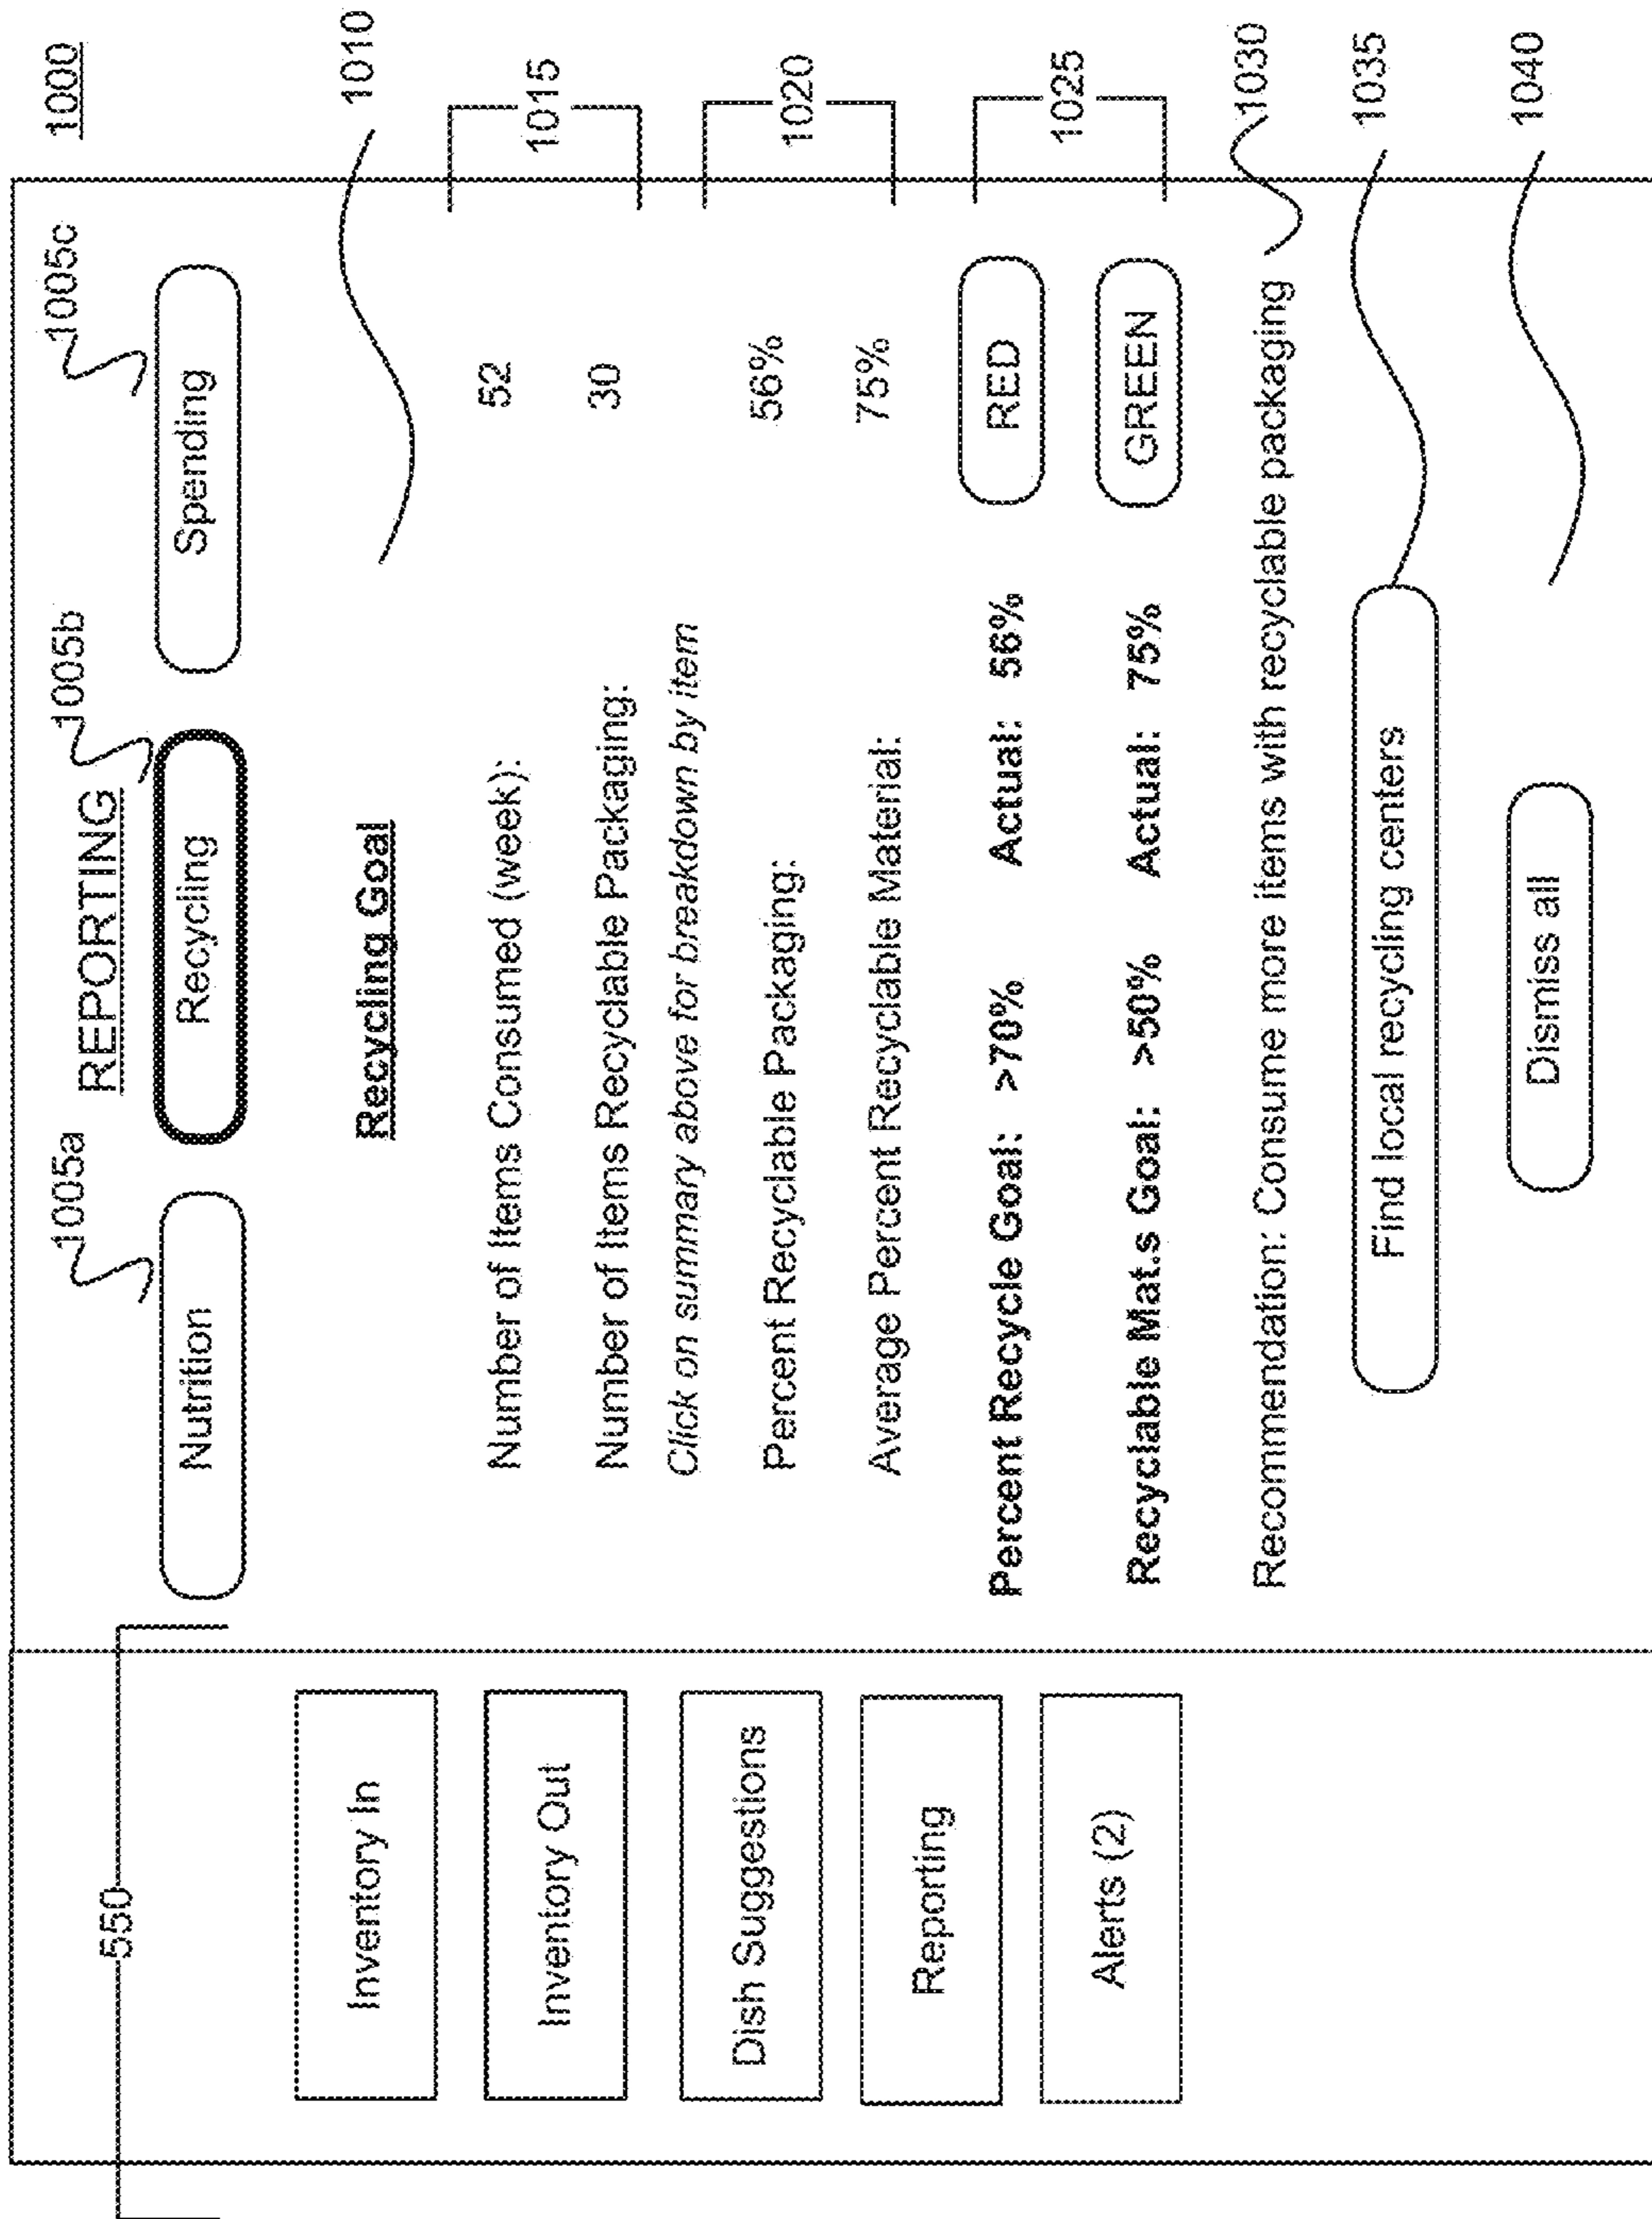 1000
550
REPORTING
1005a
1005b
1005c
Nutrition
Recycling
Spending
Inventory In
Inventory Out
Dish Suggestions
Reporting
Alerts (2)
Recycling Goal
1010
Number of Items Consumed (week): 52
Number of Items Recyclable Packaging: 30
1015
Click on summary above for breakdown by item
Percent Recyclable Packaging: 56%
Average Percent Recyclable Material: 75%
1020
Percent Recycle Goal: >70% Actual: 56% RED
Recyclable Mat.s Goal: >50% Actual: 75% GREEN
1025
Recommendation: Consume more items with recyclable packaging
1030
Find local recycling centers
1035
Dismiss all
1040